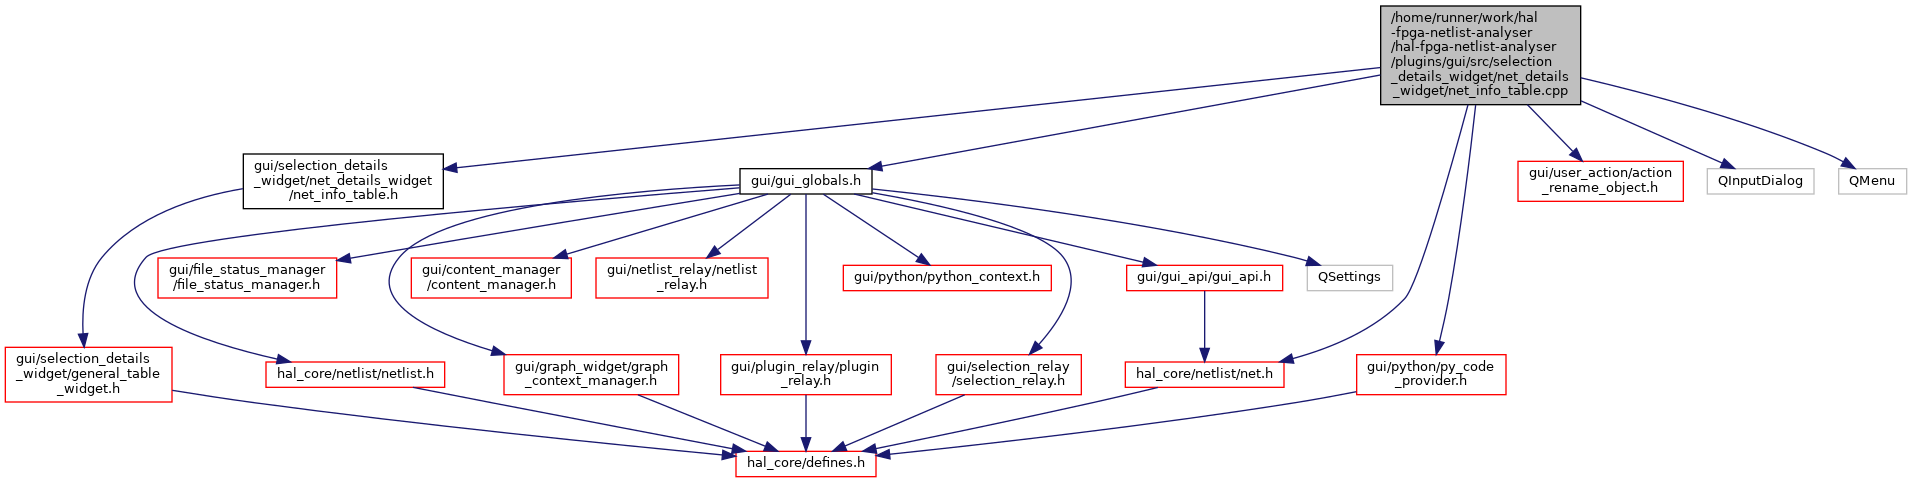 /home/runner/work/hal
-fpga-netlist-analyser
/hal-fpga-netlist-analyser
/plugins/gui/src/selection
_details_widget/net_details
_widget/net_info_table.cpp
gui/selection_details
_widget/net_details_widget
/net_info_table.h
gui/gui_globals.h
gui/user_action/action
_rename_object.h
QInputDialog
QMenu
gui/file_status_manager
/file_status_manager.h
gui/content_manager
/content_manager.h
gui/netlist_relay/netlist
_relay.h
gui/python/python_context.h
gui/gui_api/gui_api.h
QSettings
gui/selection_details
_widget/general_table
_widget.h
hal_core/netlist/netlist.h
gui/graph_widget/graph
_context_manager.h
gui/plugin_relay/plugin
_relay.h
gui/selection_relay
/selection_relay.h
hal_core/netlist/net.h
gui/python/py_code
_provider.h
hal_core/defines.h